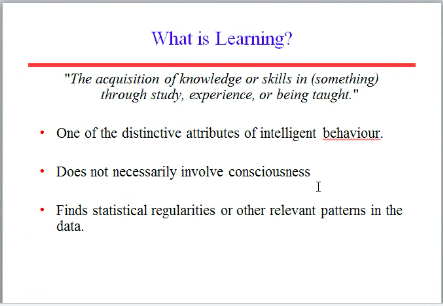 What is Learning?
"The acquisition of knowledge or skills in (something)
through study, experience, or being taught."
• One of the distinctive attributes of intelligent behaviour.
• Does not necessarily involve consciousness
• Finds statistical regularities or other relevant patterns in the
data.